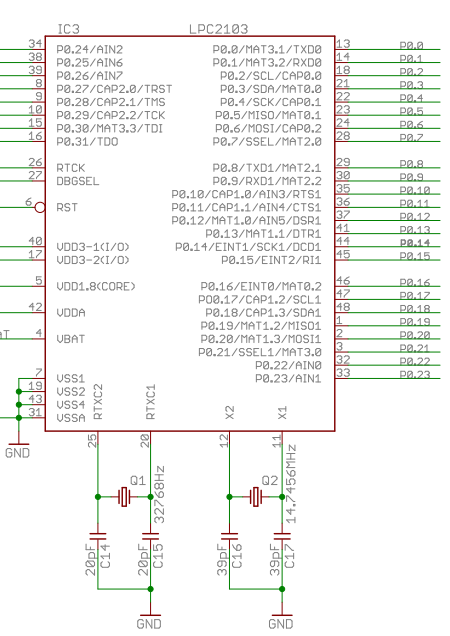 IC3 LPC2103
34 P0.24/AIN2 P0.0/MAT3.1/TXD0 13 P0.0
38 P0.25/AIN6 P0.1/MAT3.2/RXD0 14 P0.1
39 P0.26/AIN7 P0.2/SCL/CAP0.0 18 P0.2
8 P0.27/CAP2.0/TRST P0.3/SDA/MAT0.0 21 P0.3
9 P0.28/CAP2.1/TMS P0.4/SCK/CAP0.1 22 P0.4
10 P0.29/CAP2.2/TCK P0.5/MISO/MAT0.1 23 P0.5
15 P0.30/MAT3.3/TDI P0.6/MOSI/CAP0.2 24 P0.6
16 P0.31/TDO P0.7/SSEL/MAT2.0 28 P0.7
26 RTCK P0.8/TXD1/MAT2.1 29 P0.8
27 DBGSEL P0.9/RXD1/MAT2.2 30 P0.9
P0.10/CAP1.0/AIN3/RTS1 35 P0.10
6 RST P0.11/CAP1.1/AIN4/CTS1 36 P0.11
P0.12/MAT1.0/AIN5/DSR1 37 P0.12
P0.13/MAT1.1/DTR1 41 P0.13
40 VDD3-1(I/O) P0.14/EINT1/SCK1/DCD1 44 P0.14
17 VDD3-2(I/O) P0.15/EINT2/RI1 45 P0.15
5 VDD1.8(CORE) P0.16/EINT0/MAT0.2 46 P0.16
PO0.17/CAP1.2/SCL1 47 P0.17
42 VDDA P0.18/CAP1.3/SDA1 48 P0.18
P0.19/MAT1.2/MISO1 1 P0.19
AT 4 VBAT P0.20/MAT1.3/MOSI1 2 P0.20
P0.21/SSEL1/MAT3.0 3 P0.21
P0.22/AIN0 32 P0.22
7 VSS1 P0.23/AIN1 33 P0.23
19 VSS2
43 VSS4
31 VSSA
RTXC2 RTXC1 X2 X1
GND
25 20 12 11
Q1 32768Hz Q2 14.7456MHz
20pF C14 20pF C15 39pF C16 39pF C17
GND GND